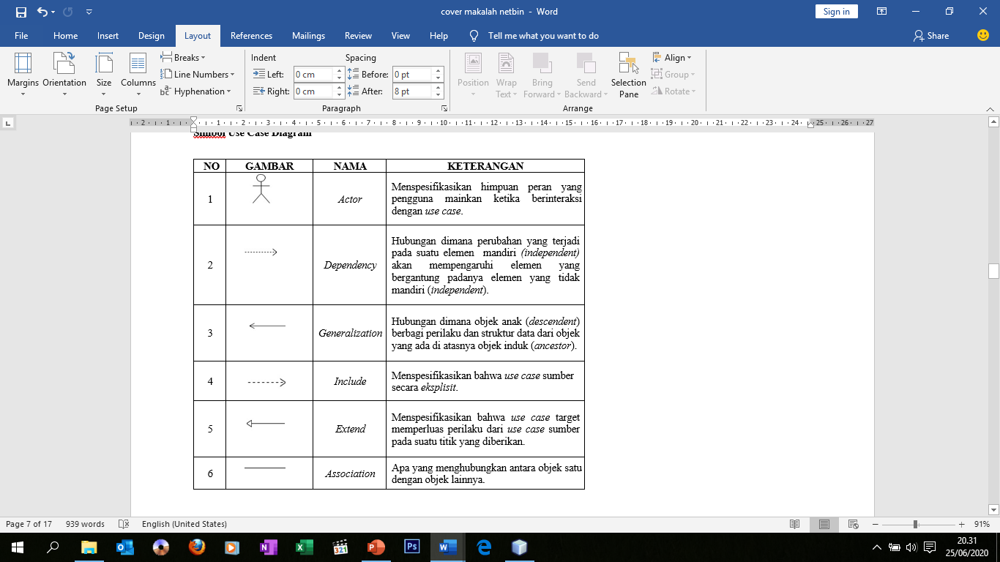 cover makalah netbin - Word
Sign in
File Home Insert Design Layout References Mailings Review View Help Tell me what you want to do Share
Margins Orientation Size Columns
Breaks
Line Numbers
Hyphenation
Page Setup
Indent Spacing
Left: 0 cm Before: 0 pt
Right: 0 cm After: 8 pt
Paragraph
Position Wrap Text Bring Forward Send Backward Selection Pane
Align
Group
Rotate
Arrange
2 1 1 2 3 4 5 6 7 8 9 10 11 12 13 14 15 16 17 18 19 20 21 22 23 24 25 26 27
Simbol Use Case Diagram
NO GAMBAR NAMA KETERANGAN
1 Actor
Menspesifikasikan himpuan peran yang
pengguna mainkan ketika berinteraksi
dengan use case.
2 Dependency
Hubungan dimana perubahan yang terjadi
pada suatu elemen mandiri (independent)
akan mempengaruhi elemen yang
bergantung padanya elemen yang tidak
mandiri (independent).
3 Generalization
Hubungan dimana objek anak (descendent)
berbagi perilaku dan struktur data dari objek
yang ada di atasnya objek induk (ancestor).
4 Include
Menspesifikasikan bahwa use case sumber
secara eksplisit.
5 Extend
Menspesifikasikan bahwa use case target
memperluas perilaku dari use case sumber
pada suatu titik yang diberikan.
6 Association
Apa yang menghubungkan antara objek satu
dengan objek lainnya.
Page 7 of 17 939 words English (United States) 91%
20.31
25/06/2020